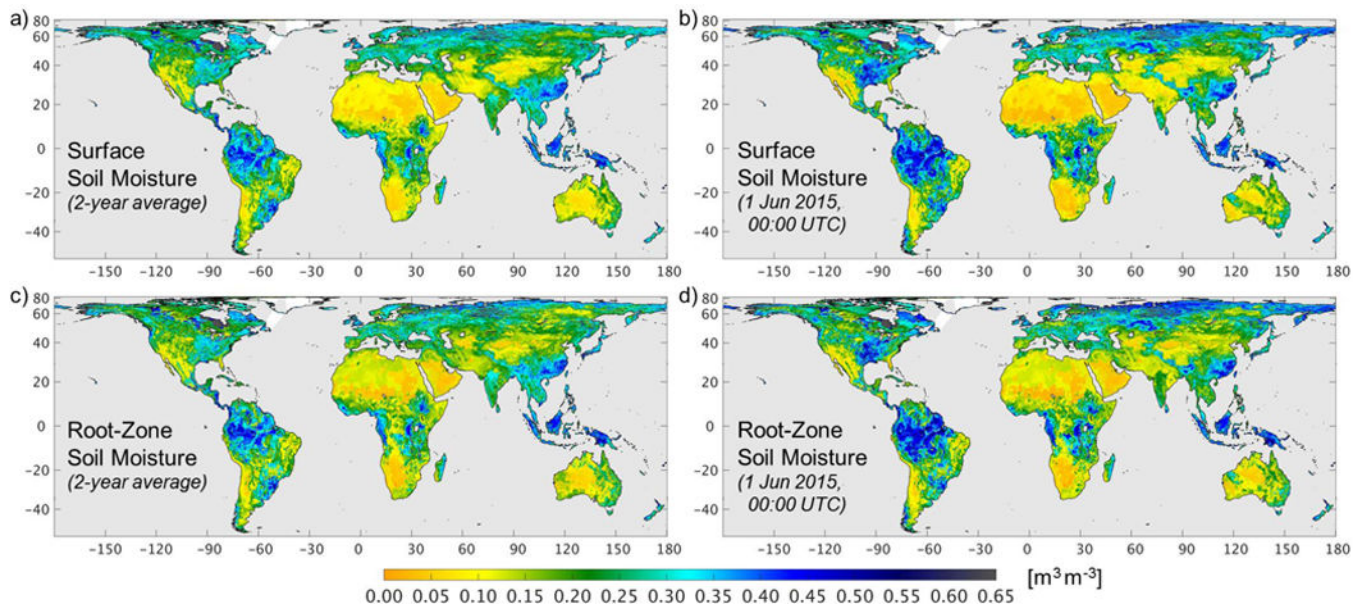 a)
80
60
40
20
0
−20
−40
Surface
Soil Moisture
(2-year average)
−150 −120 −90 −60 −30 0 30 60 90 120 150 180
b)
80
60
40
20
0
−20
−40
Surface
Soil Moisture
(1 Jun 2015,
00:00 UTC)
−150 −120 −90 −60 −30 0 30 60 90 120 150 180
c)
80
60
40
20
0
−20
−40
Root-Zone
Soil Moisture
(2-year average)
−150 −120 −90 −60 −30 0 30 60 90 120 150 180
d)
80
60
40
20
0
−20
−40
Root-Zone
Soil Moisture
(1 Jun 2015,
00:00 UTC)
−150 −120 −90 −60 −30 0 30 60 90 120 150 180
[m³ m⁻³]
0.00 0.05 0.10 0.15 0.20 0.25 0.30 0.35 0.40 0.45 0.50 0.55 0.60 0.65